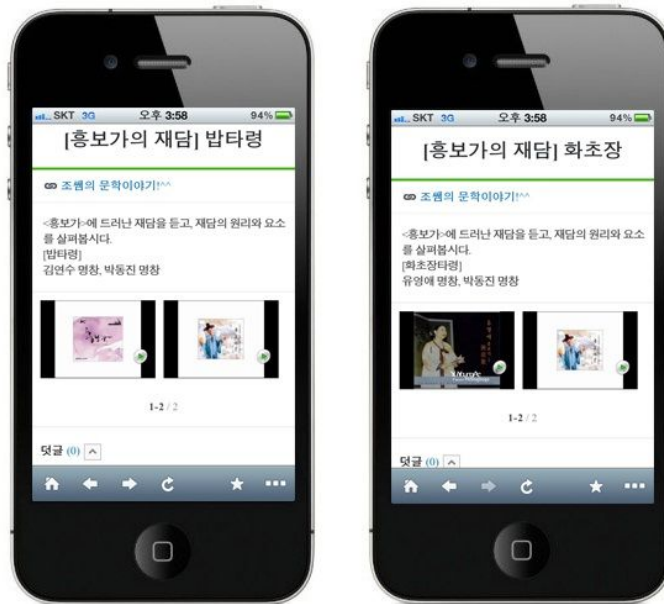 SKT 3G 오후 3:58 94%
[흥보가의 재담] 밥타령
조쌤의 문학이야기!^^
<흥보가>에 드러난 재담을 듣고, 재담의 원리와 요소
를 살펴봅시다.
[밥타령]
김연수 명창, 박동진 명창
1-2 / 2
덧글 (0)
SKT 3G 오후 3:58 94%
[흥보가의 재담] 화초장
조쌤의 문학이야기!^^
<흥보가>에 드러난 재담을 듣고, 재담의 원리와 요소
를 살펴봅시다.
[화초장타령]
유영애 명창, 박동진 명창
1-2 / 2
덧글 (0)